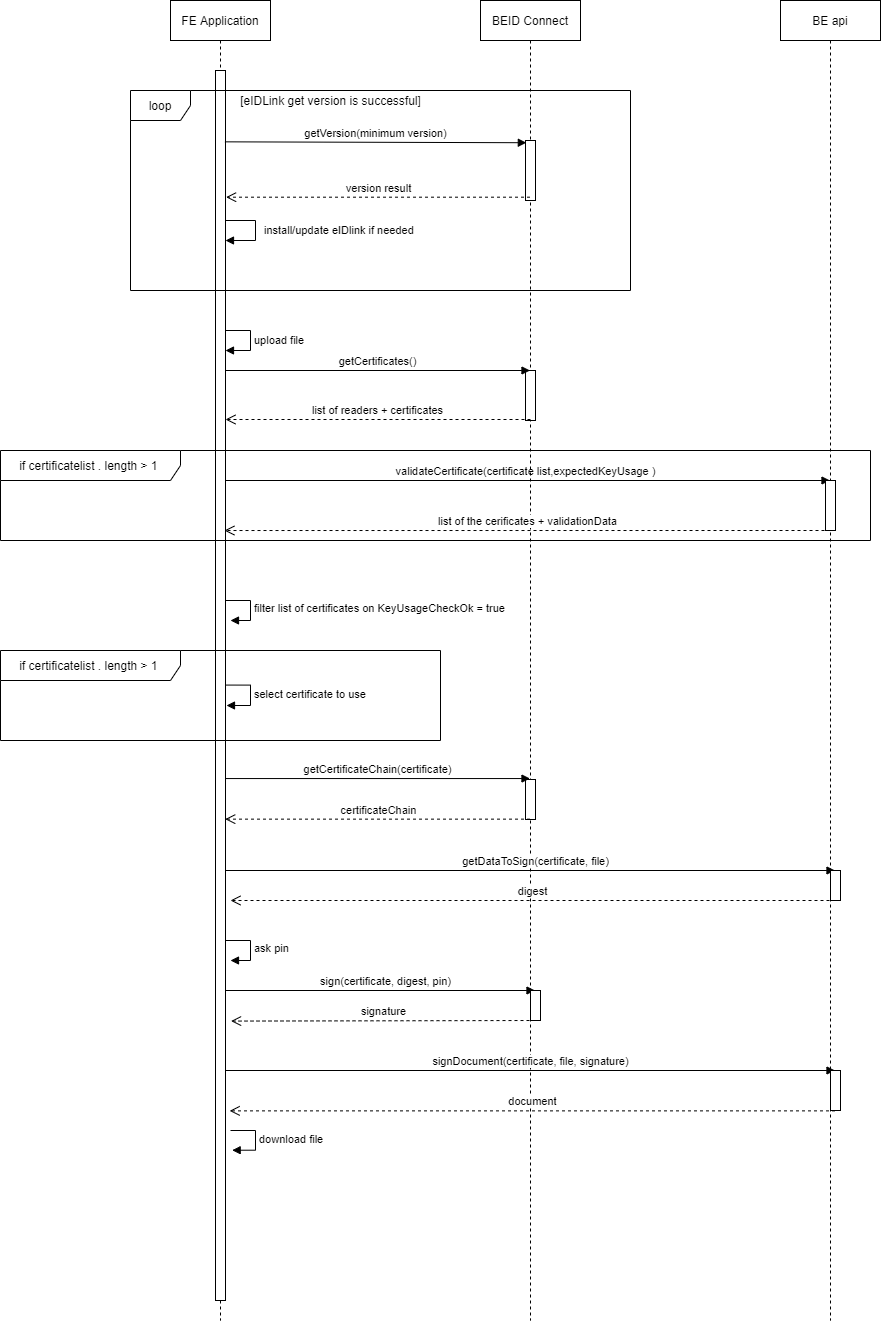 FE Application
BEID Connect
BE api
loop
[eIDLink get version is successful]
getVersion(minimum version)
version result
install/update eIDlink if needed
upload file
getCertificates()
list of readers + certificates
if certificatelist . length > 1
validateCertificate(certificate list,expectedKeyUsage )
list of the cerificates + validationData
filter list of certificates on KeyUsageCheckOk = true
if certificatelist . length > 1
select certificate to use
getCertificateChain(certificate)
certificateChain
getDataToSign(certificate, file)
digest
ask pin
sign(certificate, digest, pin)
signature
signDocument(certificate, file, signature)
document
download file